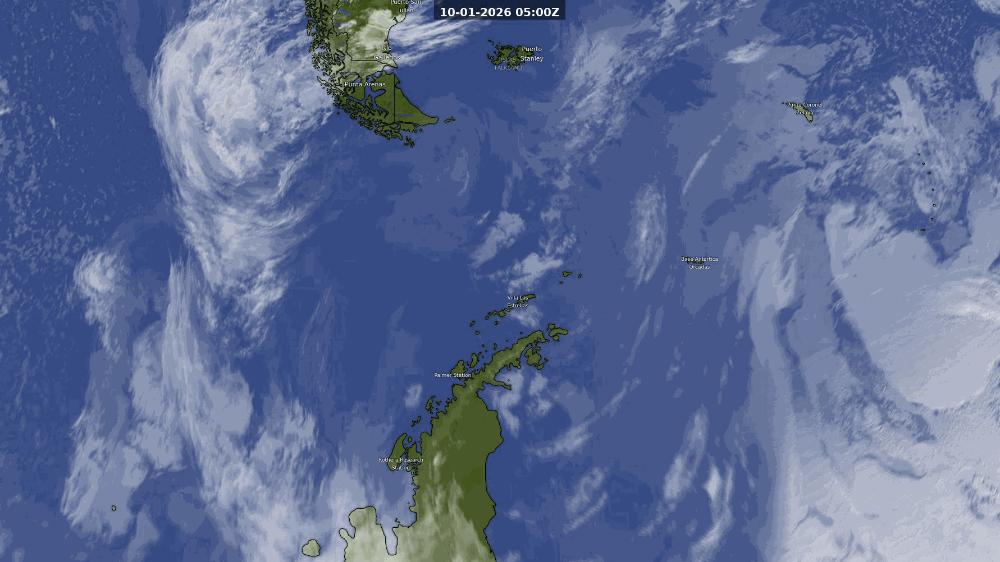 Puerto San
Julián
10-01-2026 05:00Z
Río
Gallegos
Puerto
Stanley
ISLAS
FALKLAND
Punta Arenas
Punta Coronel
Zelaya
Base Antartica
Orcadas
Villa Las
Estrellas
Palmer Station
Rothera Research
Station